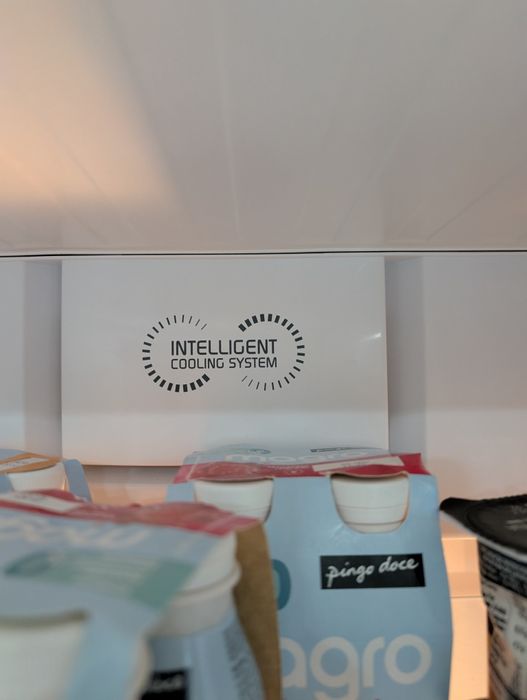 INTELLIGENT
COOLING SYSTEM
pingo doce
agro